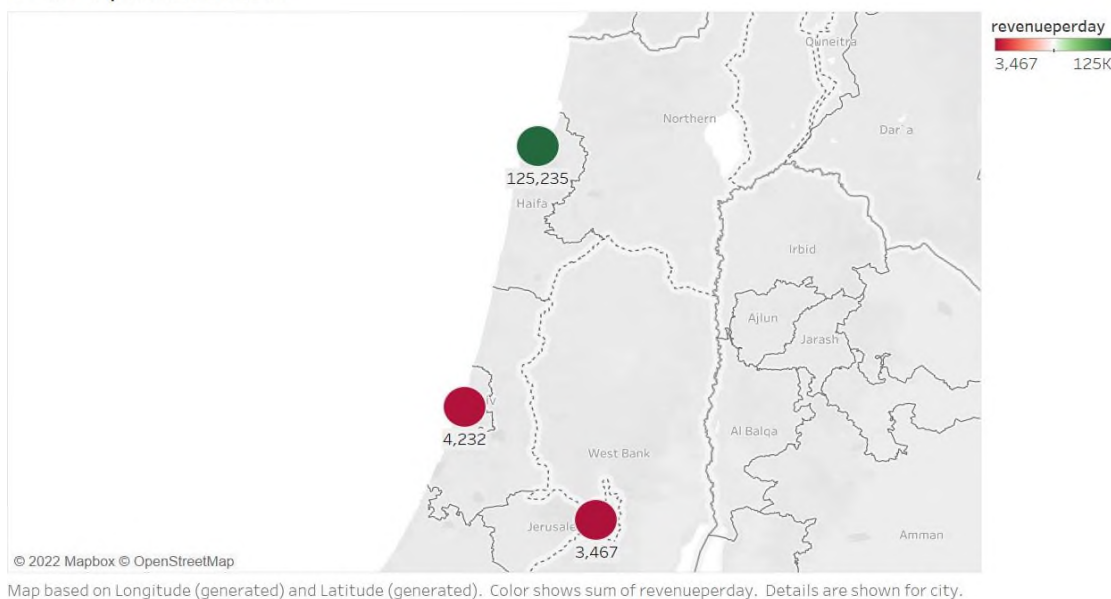 revenueperday
3,467 125K
Quneitra
Northern
Dar`a
125,235
Haifa
Irbid
Ajlun
Jarash
4,232
Al Balqa
West Bank
Jerusale
3,467
Amman
© 2022 Mapbox © OpenStreetMap
Map based on Longitude (generated) and Latitude (generated). Color shows sum of revenueperday. Details are shown for city.